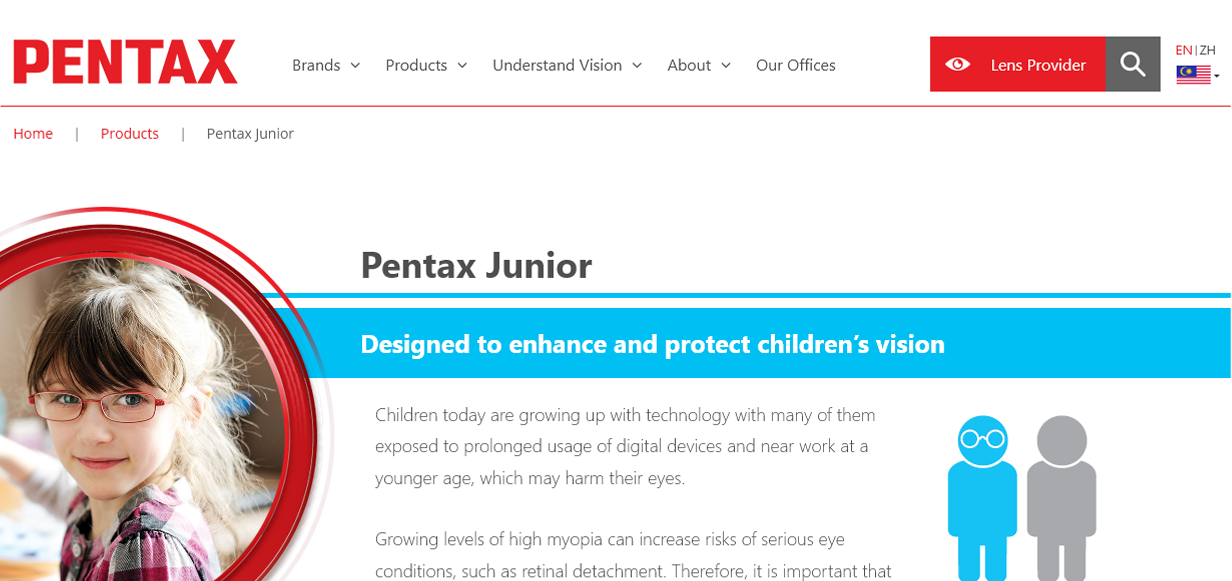 PENTAX
Brands Products Understand Vision About Our Offices
Lens Provider
EN|ZH
Home | Products | Pentax Junior
Pentax Junior
Designed to enhance and protect children’s vision
Children today are growing up with technology with many of them
exposed to prolonged usage of digital devices and near work at a
younger age, which may harm their eyes.
Growing levels of high myopia can increase risks of serious eye
conditions, such as retinal detachment. Therefore, it is important that